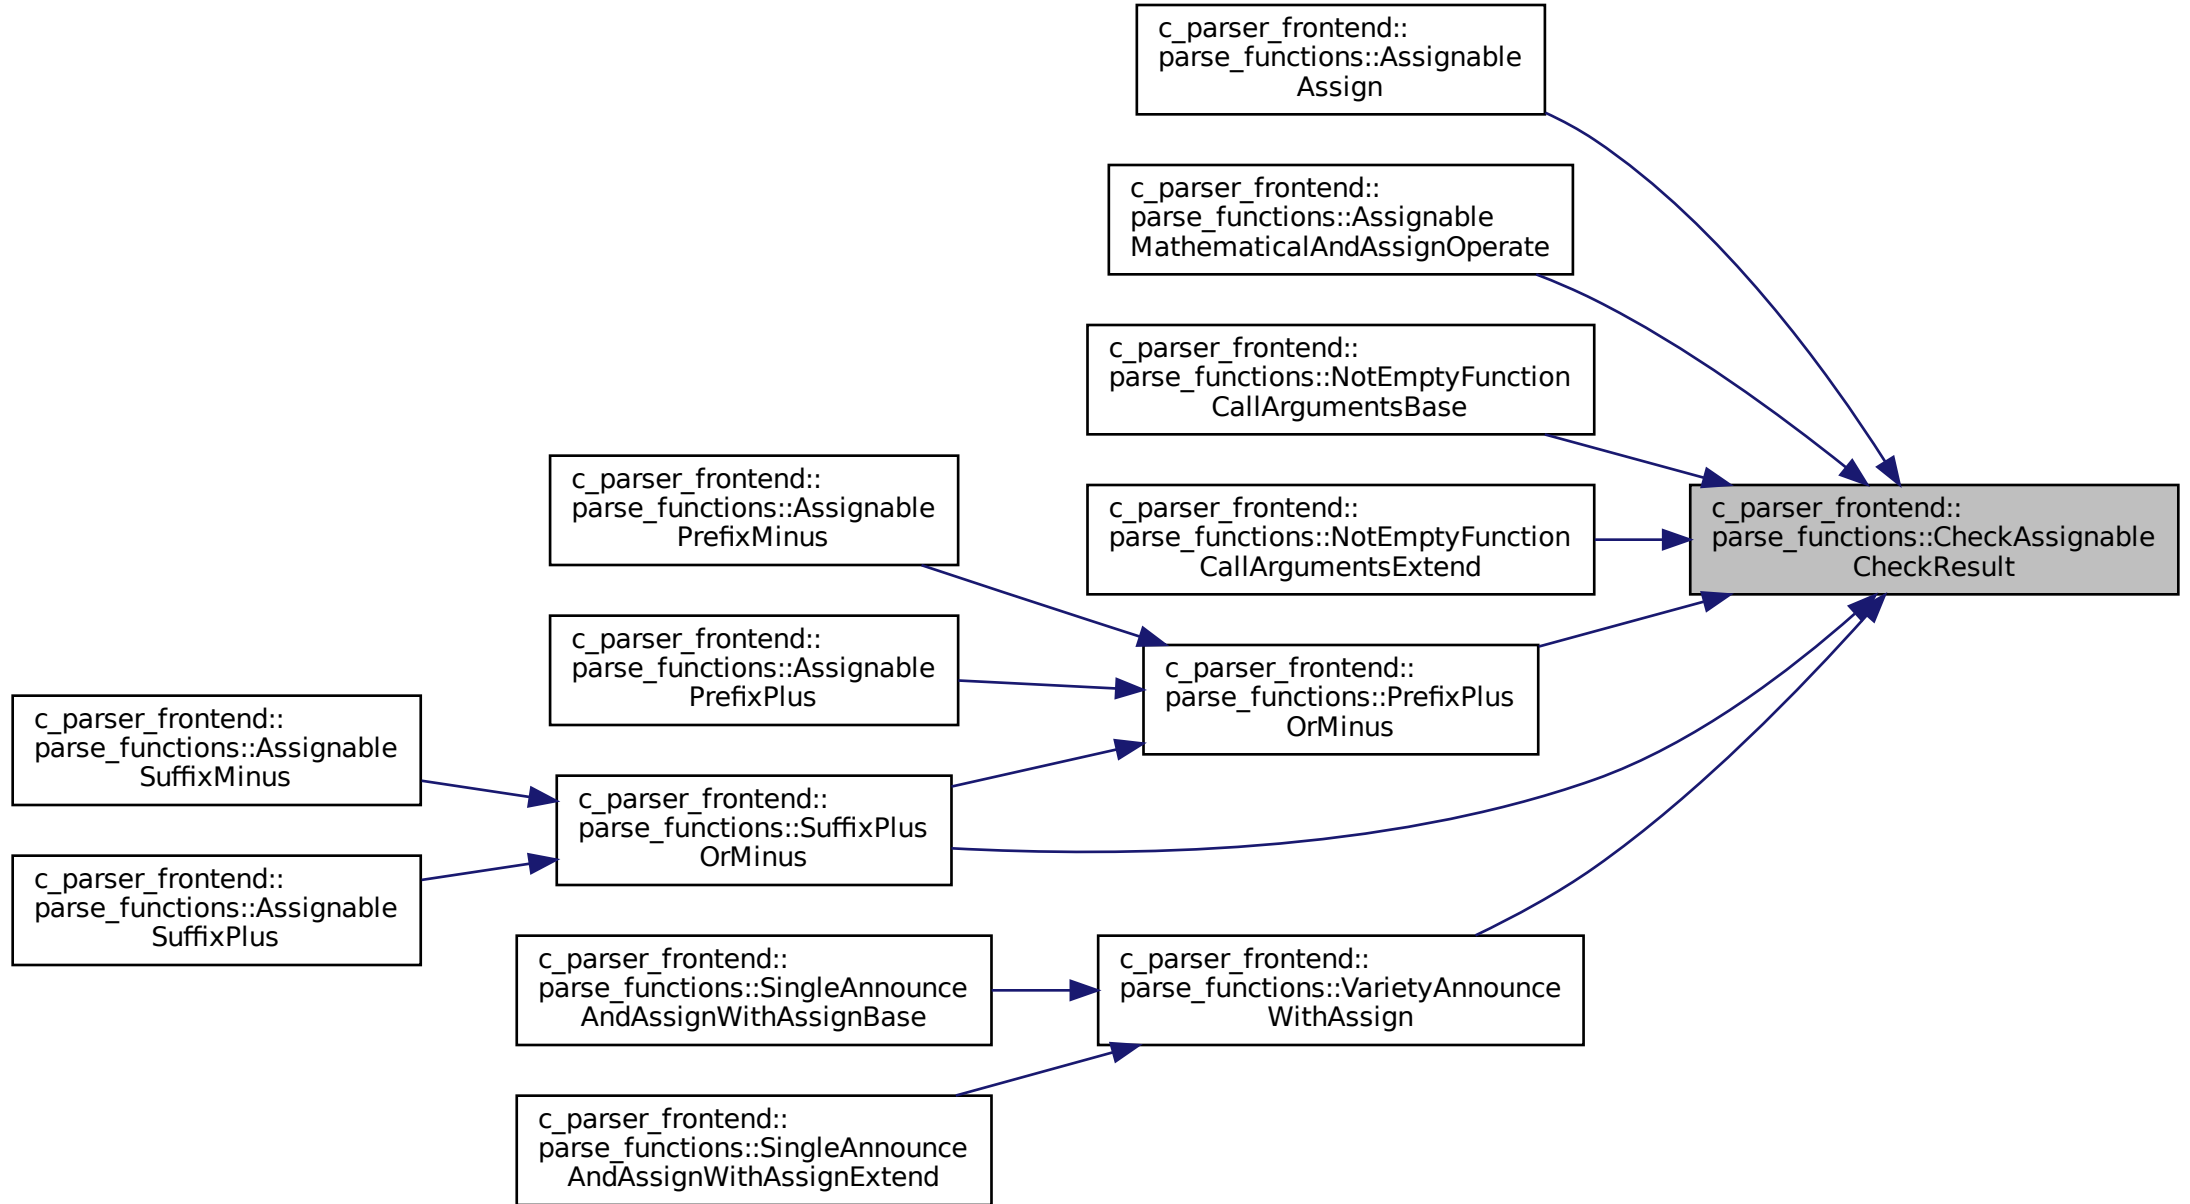 c_parser_frontend::
parse_functions::Assignable
Assign
c_parser_frontend::
parse_functions::Assignable
MathematicalAndAssignOperate
c_parser_frontend::
parse_functions::NotEmptyFunction
CallArgumentsBase
c_parser_frontend::
parse_functions::Assignable
PrefixMinus
c_parser_frontend::
parse_functions::NotEmptyFunction
CallArgumentsExtend
c_parser_frontend::
parse_functions::CheckAssignable
CheckResult
c_parser_frontend::
parse_functions::Assignable
PrefixPlus
c_parser_frontend::
parse_functions::PrefixPlus
OrMinus
c_parser_frontend::
parse_functions::Assignable
SuffixMinus
c_parser_frontend::
parse_functions::SuffixPlus
OrMinus
c_parser_frontend::
parse_functions::Assignable
SuffixPlus
c_parser_frontend::
parse_functions::SingleAnnounce
AndAssignWithAssignBase
c_parser_frontend::
parse_functions::VarietyAnnounce
WithAssign
c_parser_frontend::
parse_functions::SingleAnnounce
AndAssignWithAssignExtend